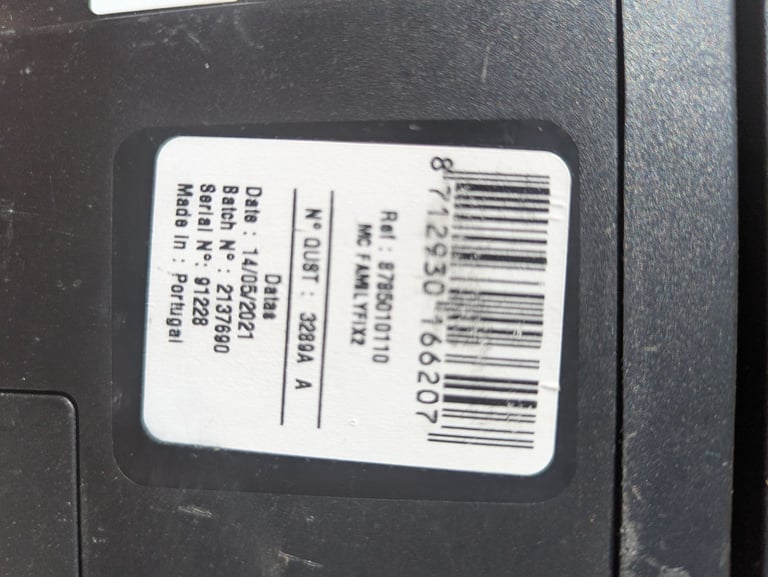 8 712930 166207
Ref : 8785010110
MC FAMILYFIX2
N° QUST : 3289A A
Datas
Date : 14/05/2021
Batch N° : 2137690
Serial N°: 91228
Made in : Portugal